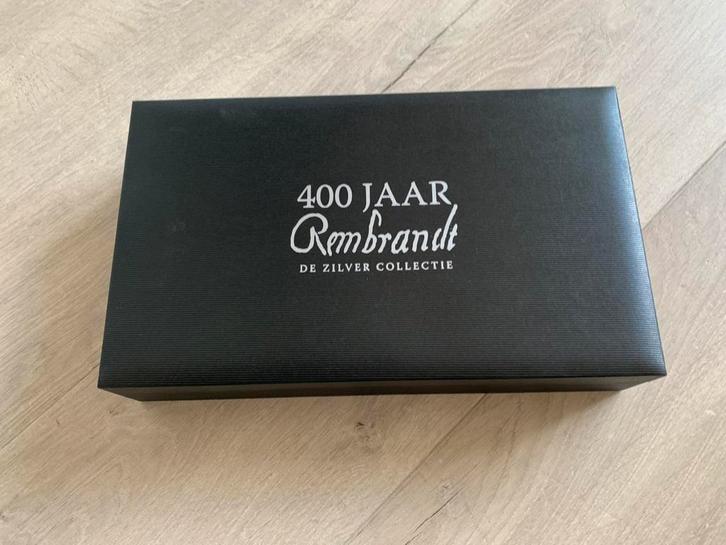 400 JAAR
Rembrandt
DE ZILVER COLLECTIE